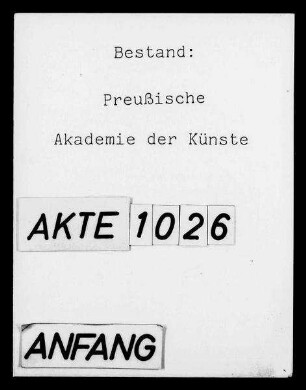 Bestand:
Preußische
Akademie der Künste
AKTE 1026
ANFANG